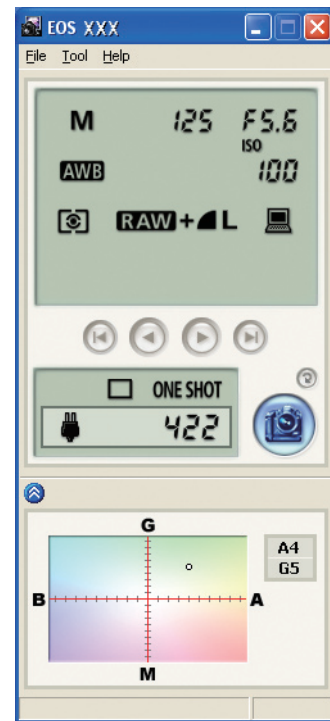 EOS XXX
File Tool Help
M 125 F5.6
ISO
AWB 100
RAW+L
ONE SHOT
422
G
A4
G5
B A
M